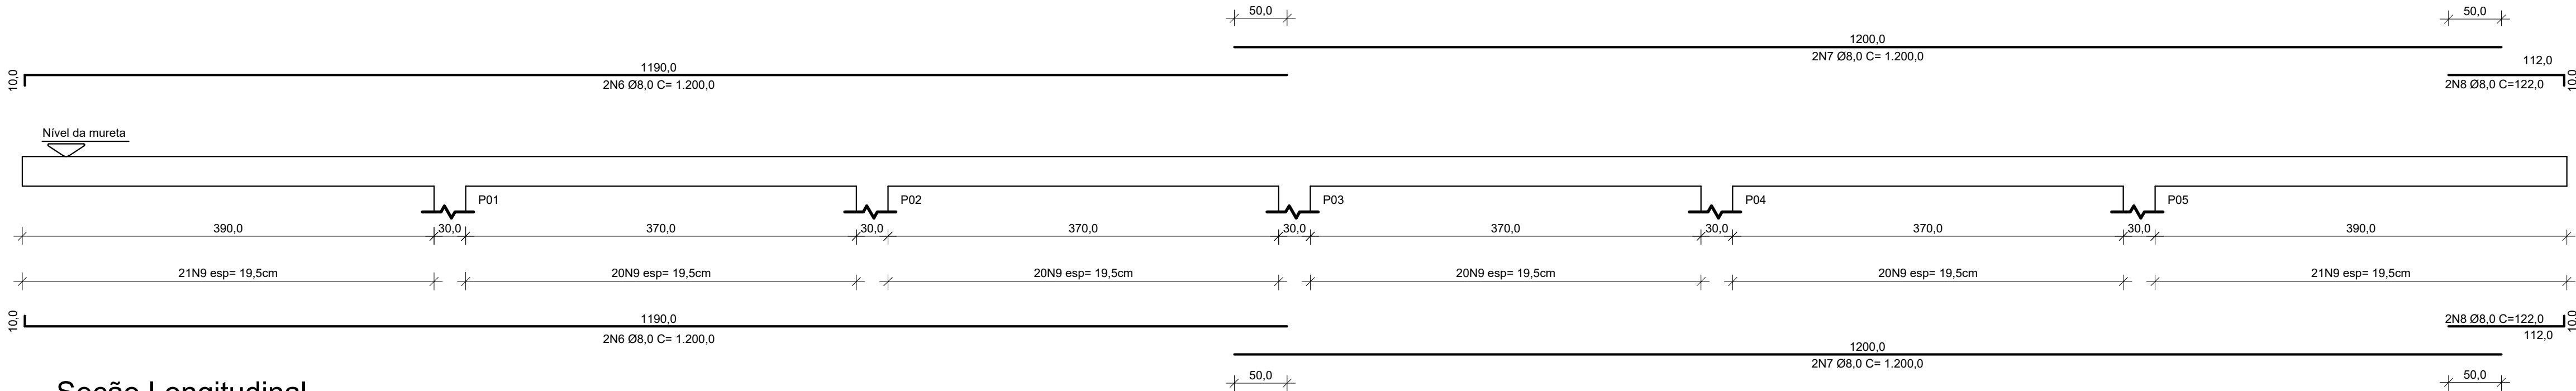 50,0
50,0
1200,0
2N7 Ø8,0 C= 1.200,0
10,0
1190,0
2N6 Ø8,0 C= 1.200,0
112,0
2N8 Ø8,0 C=122,0
10,0
Nível da mureta
P01
P02
P03
P04
P05
390,0
30,0
370,0
30,0
370,0
30,0
370,0
30,0
370,0
30,0
390,0
21N9 esp= 19,5cm
20N9 esp= 19,5cm
20N9 esp= 19,5cm
20N9 esp= 19,5cm
20N9 esp= 19,5cm
21N9 esp= 19,5cm
10,0
1190,0
2N6 Ø8,0 C= 1.200,0
2N8 Ø8,0 C=122,0
112,0
10,0
1200,0
2N7 Ø8,0 C= 1.200,0
50,0
50,0
Seção Longitudinal